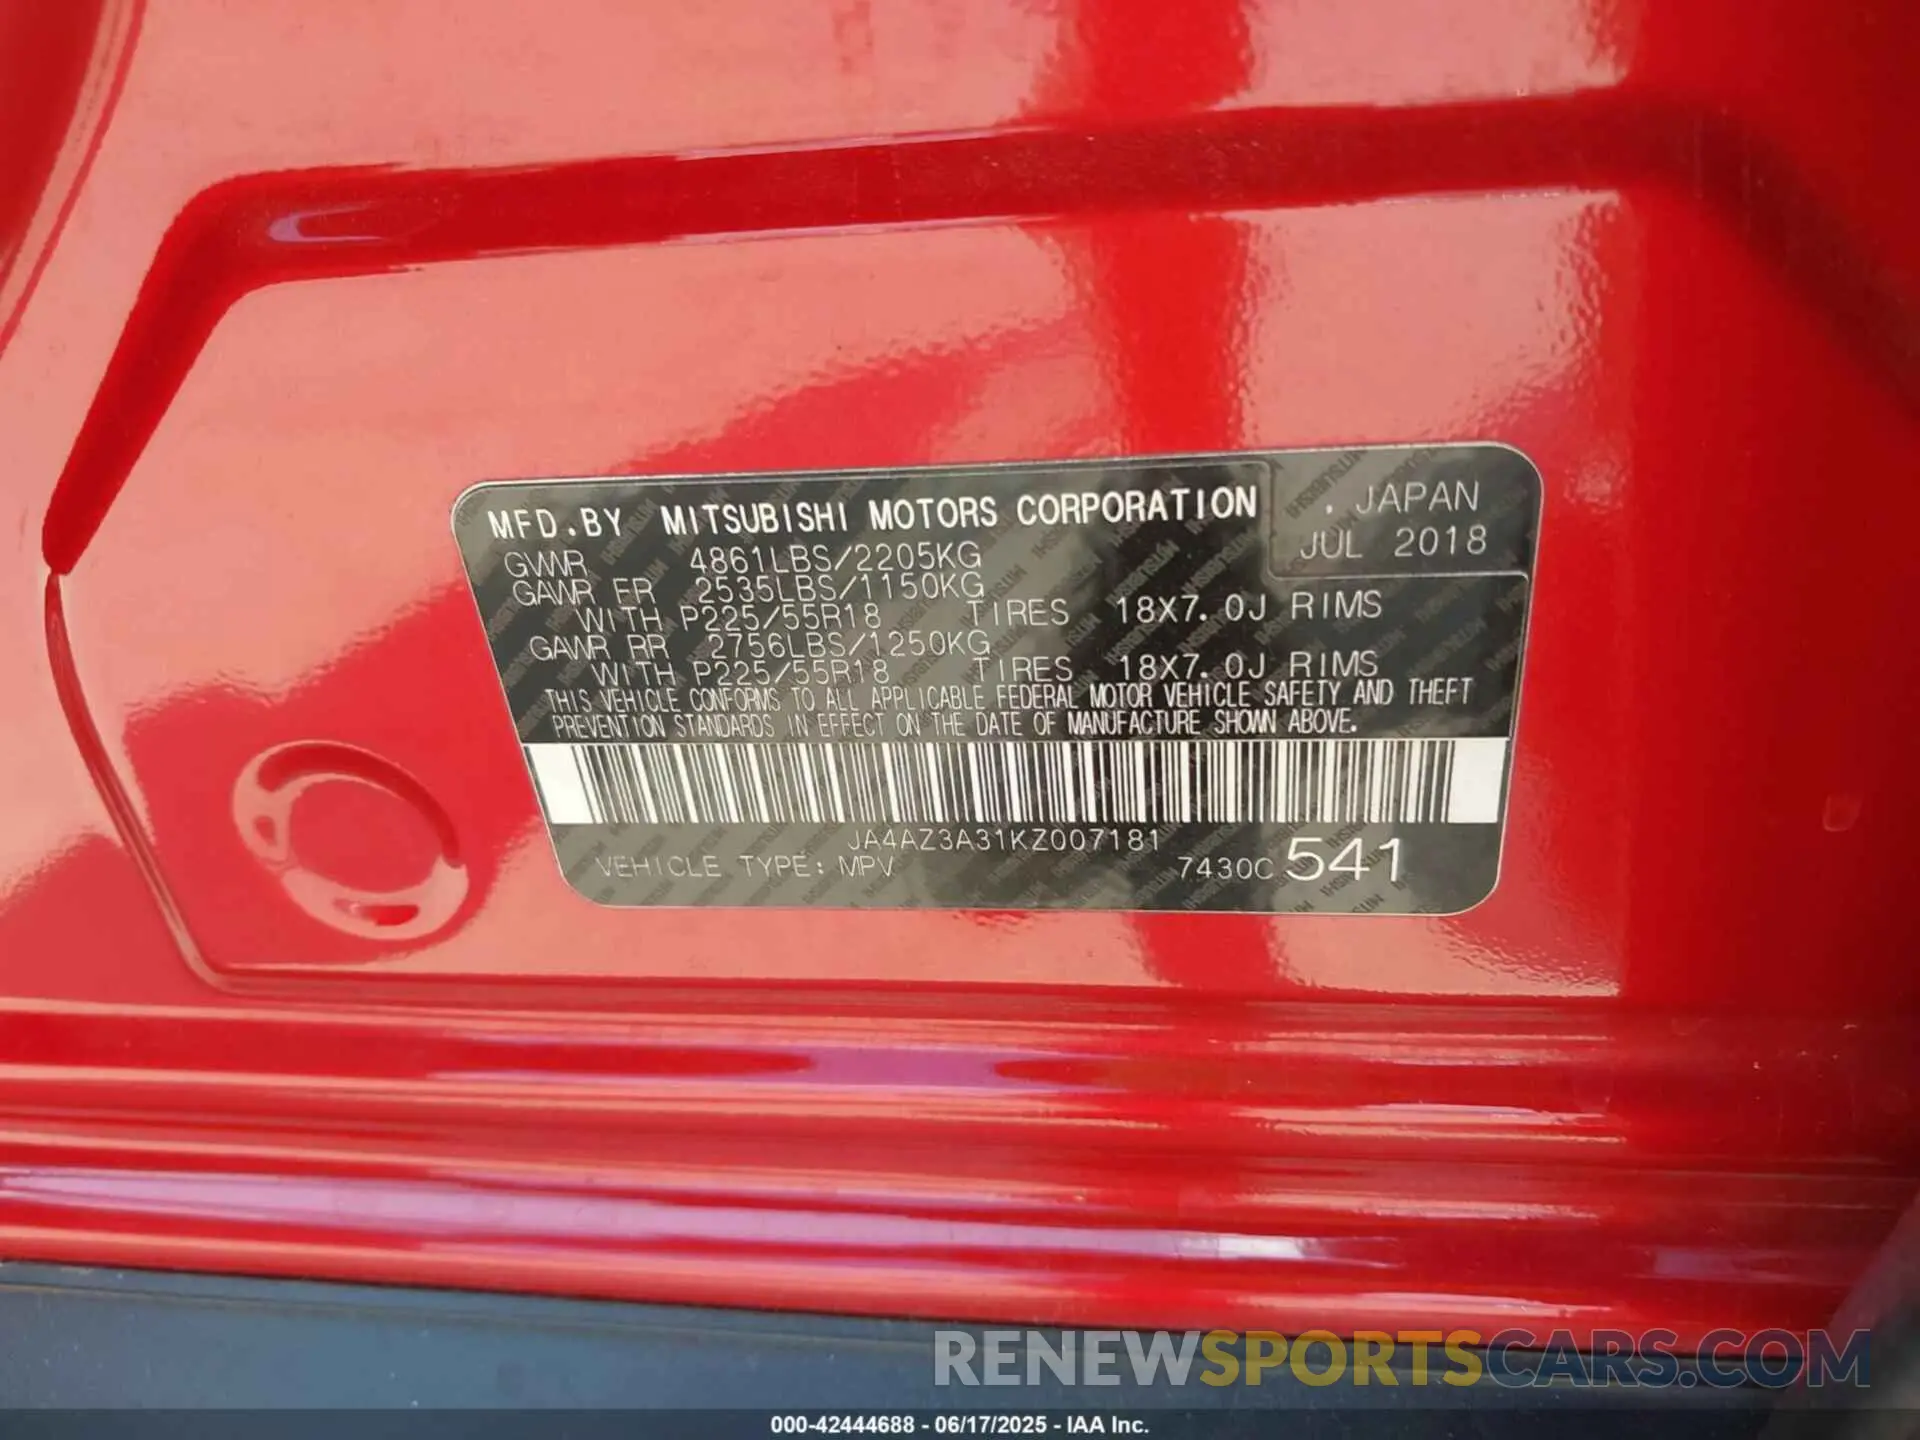 MFD.BY MITSUBISHI MOTORS CORPORATION
. JAPAN
JUL 2018
GVWR 4861LBS/2205KG
GAWR FR 2535LBS/1150KG
WITH P225/55R18 TIRES 18X7.0J RIMS
GAWR RR 2756LBS/1250KG
WITH P225/55R18 TIRES 18X7.0J RIMS
THIS VEHICLE CONFORMS TO ALL APPLICABLE FEDERAL MOTOR VEHICLE SAFETY AND THEFT
PREVENTION STANDARDS IN EFFECT ON THE DATE OF MANUFACTURE SHOWN ABOVE.
JA4AZ3A31KZ007181
VEHICLE TYPE: MPV 7430C 541
RENEWSPORTSCARS.COM
000-42444688 - 06/17/2025 - IAA Inc.